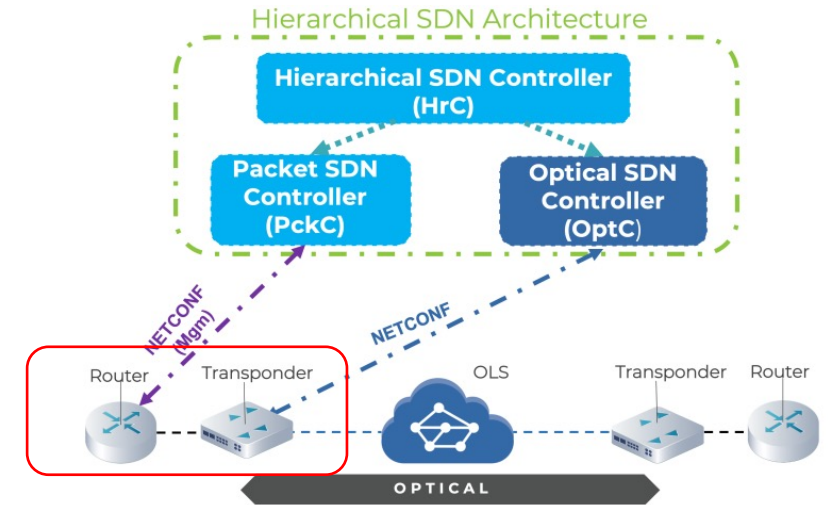 Hierarchical SDN Architecture
Hierarchical SDN Controller
(HrC)
Packet SDN
Controller
(PckC)
Optical SDN
Controller
(OptC)
NETCONF
(Mgm)
NETCONF
Router
Transponder
OLS
Transponder
Router
OPTICAL